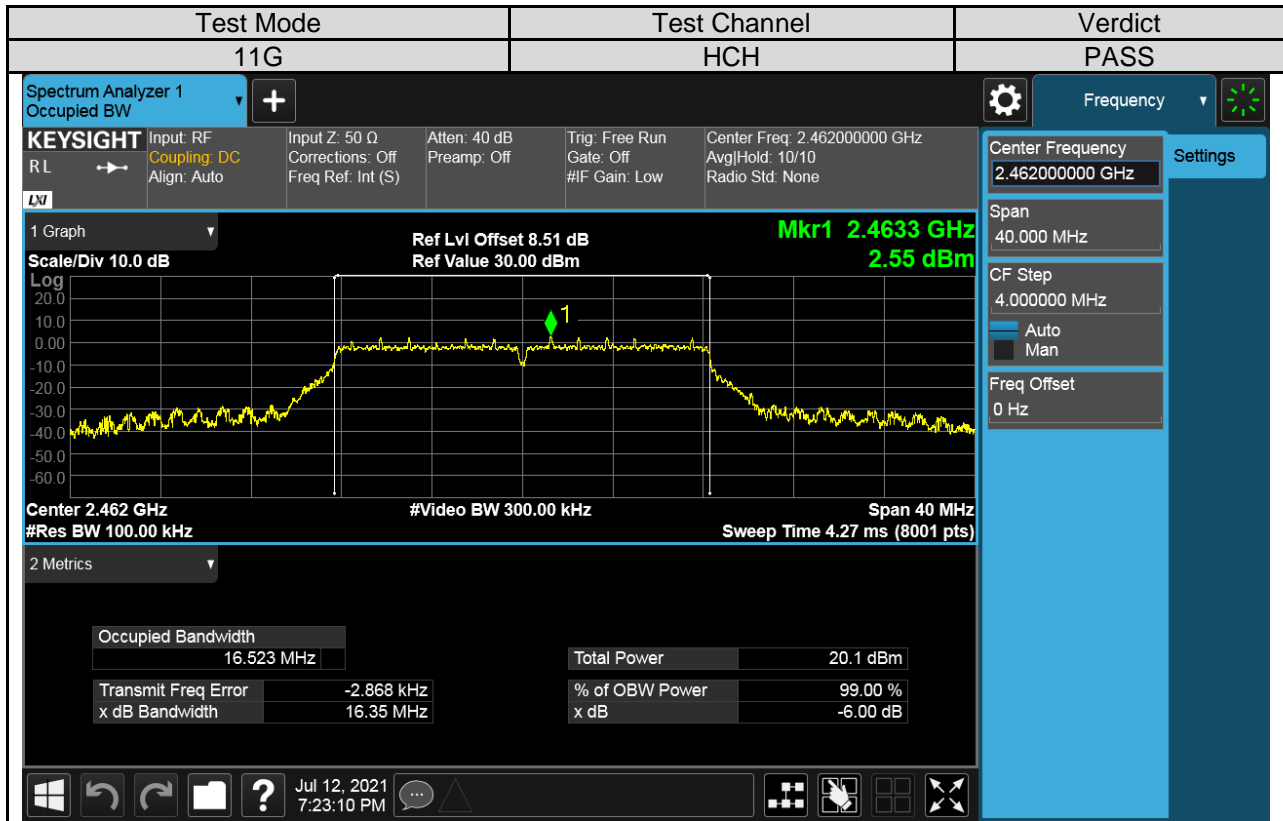 Test Mode Test Channel Verdict
11G HCH PASS
Spectrum Analyzer 1
Occupied BW
+
Frequency
KEYSIGHT Input: RF Input Z: 50 Ω Atten: 40 dB Trig: Free Run Center Freq: 2.462000000 GHz
RL Coupling: DC Corrections: Off Preamp: Off Gate: Off Avg|Hold: 10/10
Align: Auto Freq Ref: Int (S) #IF Gain: Low Radio Std: None
LXI
Center Frequency
2.462000000 GHz
Settings
Span
40.000 MHz
CF Step
4.000000 MHz
Auto
Man
Freq Offset
0 Hz
1 Graph Ref Lvl Offset 8.51 dB Mkr1 2.4633 GHz
Scale/Div 10.0 dB Ref Value 30.00 dBm 2.55 dBm
Log
20.0
10.0
1
0.00
-10.0
-20.0
-30.0
-40.0
-50.0
-60.0
Center 2.462 GHz #Video BW 300.00 kHz Span 40 MHz
#Res BW 100.00 kHz Sweep Time 4.27 ms (8001 pts)
2 Metrics
Occupied Bandwidth
16.523 MHz Total Power 20.1 dBm
Transmit Freq Error -2.868 kHz % of OBW Power 99.00 %
x dB Bandwidth 16.35 MHz x dB -6.00 dB
? Jul 12, 2021
7:23:10 PM